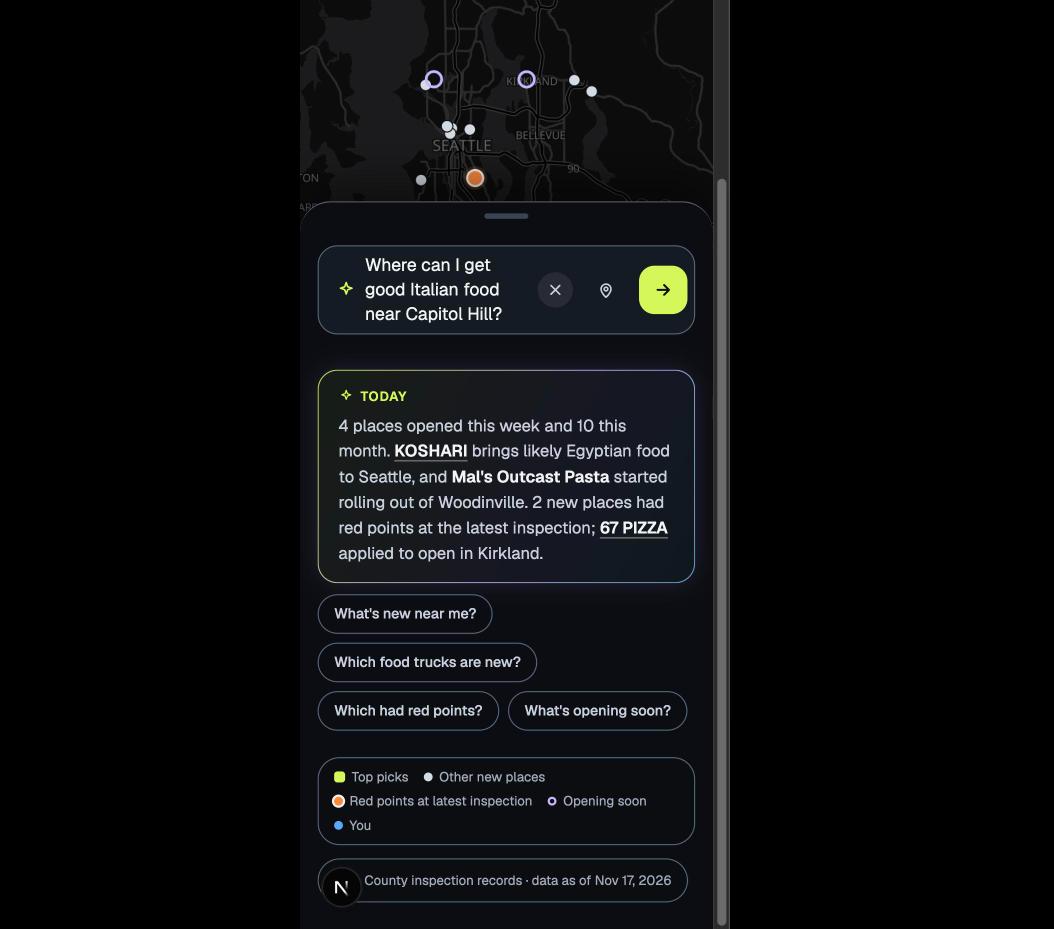 KIRKLAND
BELLEVUE
SEATTLE
90
TON
Where can I get
good Italian food
near Capitol Hill?
TODAY
4 places opened this week and 10 this
month. KOSHARI brings likely Egyptian food
to Seattle, and Mal's Outcast Pasta started
rolling out of Woodinville. 2 new places had
red points at the latest inspection; 67 PIZZA
applied to open in Kirkland.
What's new near me?
Which food trucks are new?
Which had red points? What's opening soon?
Top picks Other new places
Red points at latest inspection Opening soon
You
N County inspection records · data as of Nov 17, 2026